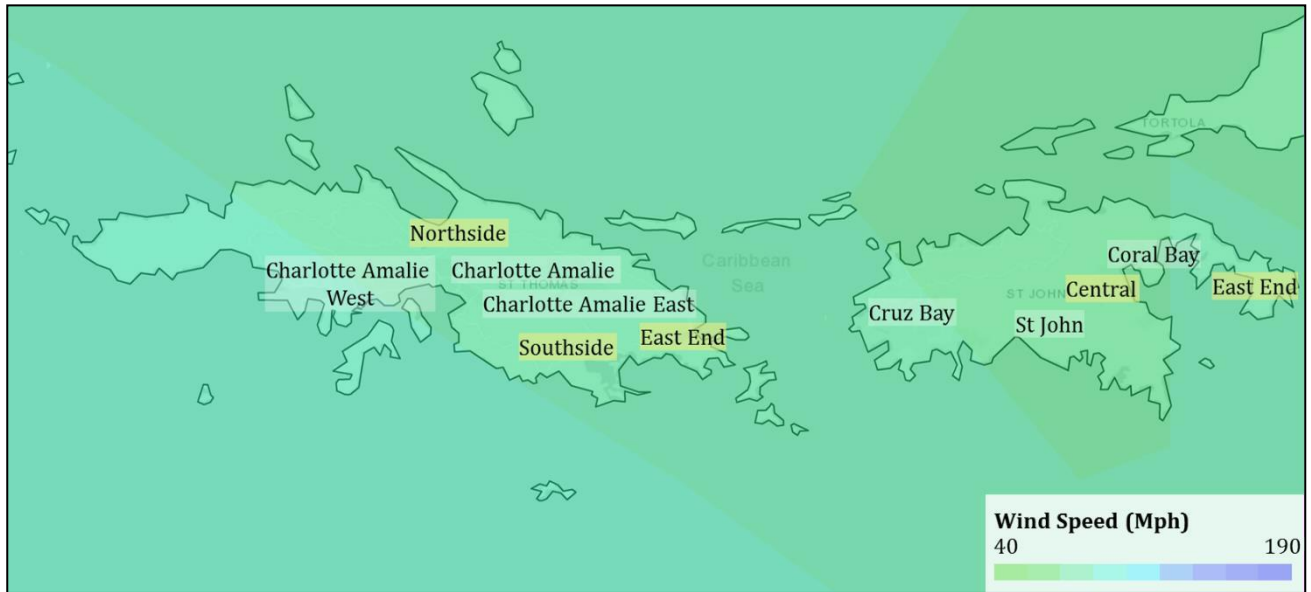 TORTOLA
Northside
Caribbean
Sea
Coral Bay
Charlotte Amalie
West
Charlotte Amalie
ST THOMAS
Charlotte Amalie East
Central
East End
ST JOHN
Cruz Bay
St John
Southside
East End
Wind Speed (Mph)
40 190